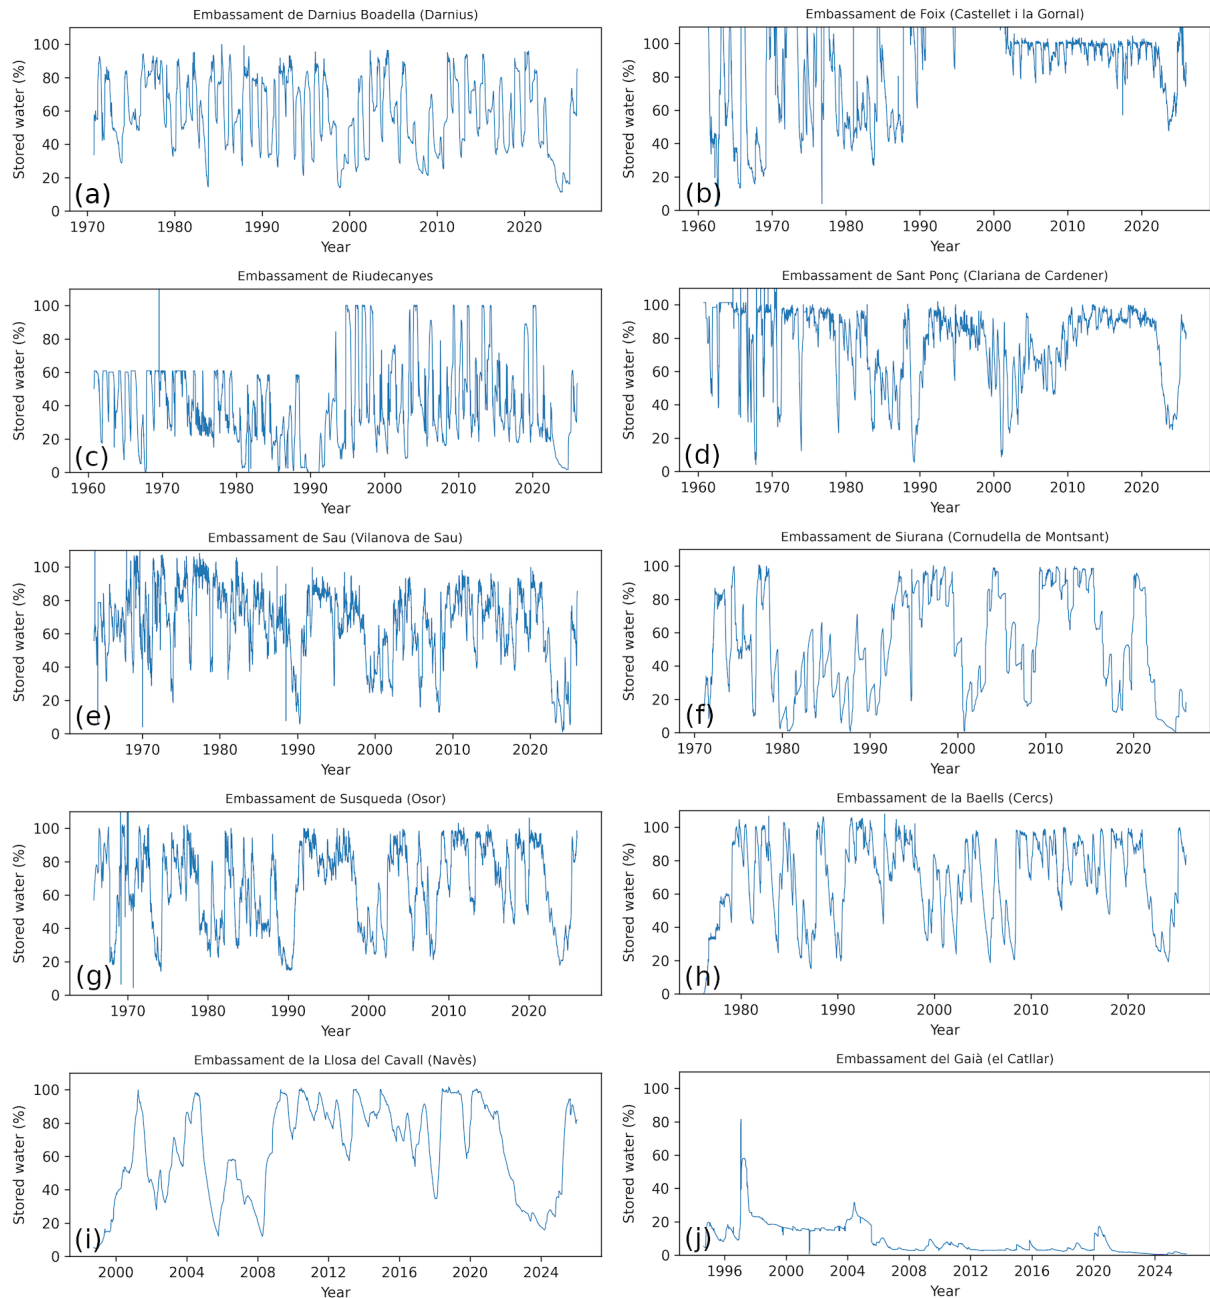 Embassament de Darnius Boadella (Darnius)
Stored water (%)
100
80
60
40
20
0
(a)
1970 1980 1990 2000 2010 2020
Year
Embassament de Foix (Castellet i la Gornal)
Stored water (%)
100
80
60
40
20
0
(b)
1960 1970 1980 1990 2000 2010 2020
Year
Embassament de Riudecanyes
Stored water (%)
100
80
60
40
20
0
(c)
1960 1970 1980 1990 2000 2010 2020
Year
Embassament de Sant Ponç (Clariana de Cardener)
Stored water (%)
100
80
60
40
20
0
(d)
1960 1970 1980 1990 2000 2010 2020
Year
Embassament de Sau (Vilanova de Sau)
Stored water (%)
100
80
60
40
20
0
(e)
1970 1980 1990 2000 2010 2020
Year
Embassament de Siurana (Cornudella de Montsant)
Stored water (%)
100
80
60
40
20
0
(f)
1970 1980 1990 2000 2010 2020
Year
Embassament de Susqueda (Osor)
Stored water (%)
100
80
60
40
20
0
(g)
1970 1980 1990 2000 2010 2020
Year
Embassament de la Baells (Cercs)
Stored water (%)
100
80
60
40
20
0
(h)
1980 1990 2000 2010 2020
Year
Embassament de la Llosa del Cavall (Navès)
Stored water (%)
100
80
60
40
20
0
(i)
2000 2004 2008 2012 2016 2020 2024
Year
Embassament del Gaià (el Catllar)
Stored water (%)
100
80
60
40
20
0
(j)
1996 2000 2004 2008 2012 2016 2020 2024
Year